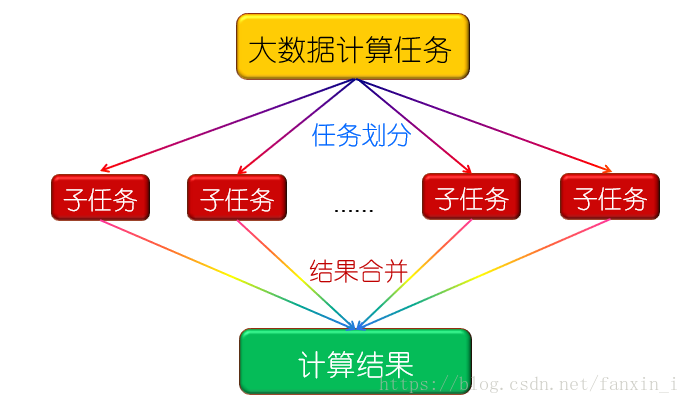 大数据计算任务
任务划分
子任务
子任务
......
子任务
子任务
结果合并
计算结果
https://blog.csdn.net/fanxin_i